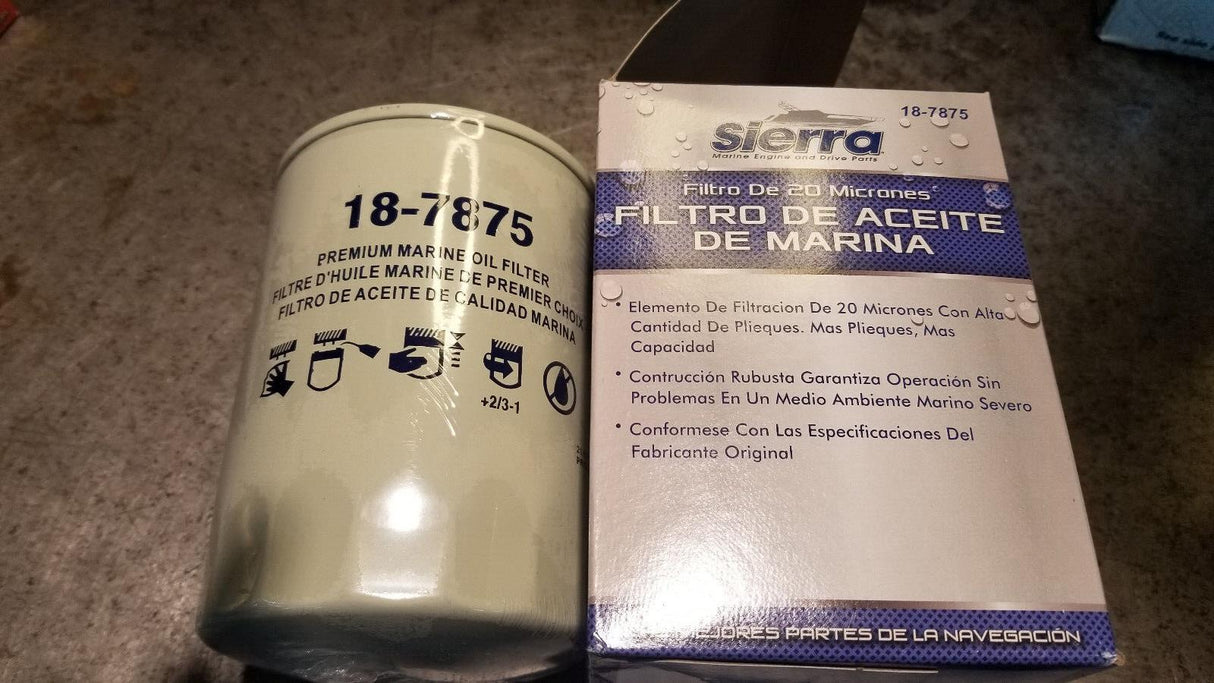 18-7875
PREMIUM MARINE OIL FILTER
FILTRE D'HUILE MARINE DE PREMIER CHOIX
FILTRO DE ACEITE DE CALIDAD MARINA
+2/3-1
18-7875
Sierra
Marine Engine and Drive Parts
Filtro De 20 Micrones
FILTRO DE ACEITE
DE MARINA
• Elemento De Filtracion De 20 Micrones Con Alta
Cantidad De Plieques. Mas Plieques, Mas
Capacidad
• Contrucción Rubusta Garantiza Operación Sin
Problemas En Un Medio Ambiente Marino Severo
• Conformese Con Las Especificaciones Del
Fabricante Original
PARTES DE LA NAVEGACIÓN